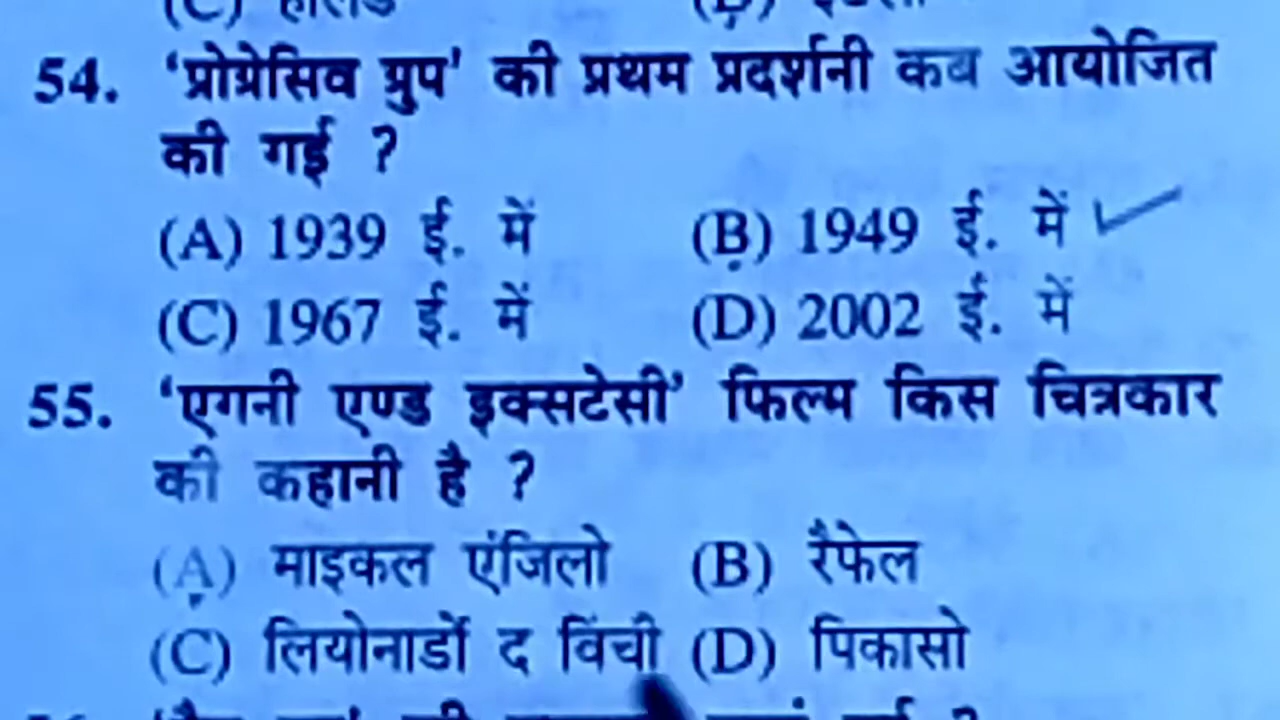 54. 'प्रोग्रेसिव ग्रुप' की प्रथम प्रदर्शनी कब आयोजित
की गई ?
(A) 1939 ई. में (B) 1949 ई. में
(C) 1967 ई. में (D) 2002 ई. में
55. 'एगनी एण्ड इक्सटेसी' फिल्म किस चित्रकार
की कहानी है ?
(A) माइकल एंजिलो (B) रैफेल
(C) लियोनार्डो द विंची (D) पिकासो